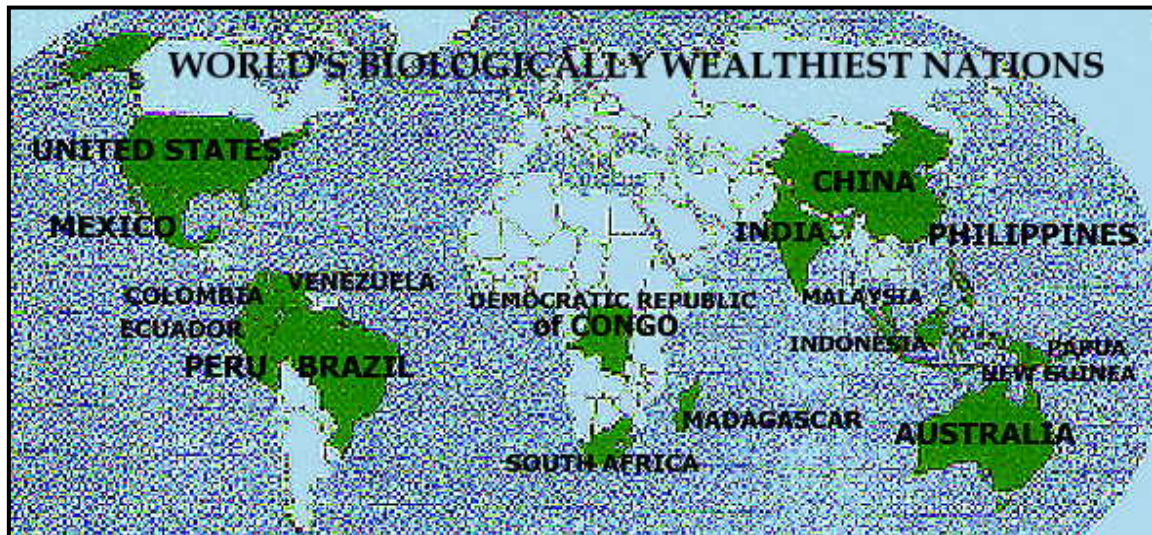 WORLD'S BIOLOGICALLY WEALTHIEST NATIONS
UNITED STATES
CHINA
MEXICO
INDIA
PHILIPPINES
VENEZUELA
COLOMBIA
DEMOCRATIC REPUBLIC
of CONGO
MALAYSIA
ECUADOR
INDONESIA
PAPUA
NEW GUINEA
PERU
BRAZIL
MADAGASCAR
AUSTRALIA
SOUTH AFRICA